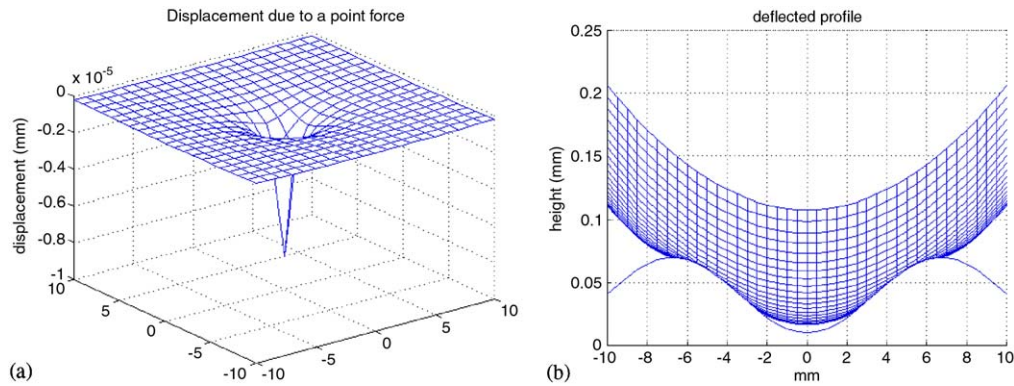 Displacement due to a point force
x 10-5
0
-0.2
-0.4
-0.6
-0.8
-1
displacement (mm)
10
5
0
-5
-10
-10
-5
0
5
10
(a)
deflected profile
0.25
0.2
0.15
0.1
0.05
0
height (mm)
-10 -8 -6 -4 -2 0 2 4 6 8 10
mm
(b)